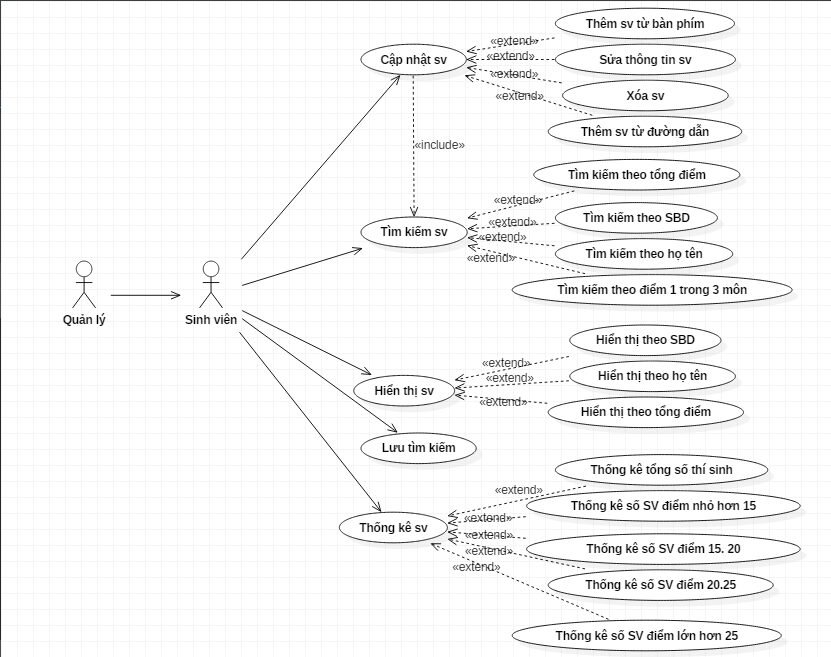 Thêm sv từ bàn phím
«extend»
Cập nhật sv
«extend»
Sửa thông tin sv
«extend»
Xóa sv
«extend»
Thêm sv từ đường dẫn
«include»
Tìm kiếm theo tổng điểm
«extend»
Tìm kiếm sv
«extend»
Tìm kiếm theo SBD
«extend»
Tìm kiếm theo họ tên
«extend»
Tìm kiếm theo điểm 1 trong 3 môn
Quản lý
Sinh viên
Hiển thị theo SBD
«extend»
Hiển thị sv
«extend»
Hiển thị theo họ tên
«extend»
Hiển thị theo tổng điểm
Lưu tìm kiếm
Thống kê tổng số thí sinh
«extend»
Thống kê số SV điểm nhỏ hơn 15
«extend»
Thống kê sv
«extend»
Thống kê số SV điểm 15. 20
«extend»
Thống kê số SV điểm 20.25
«extend»
Thống kê số SV điểm lớn hơn 25